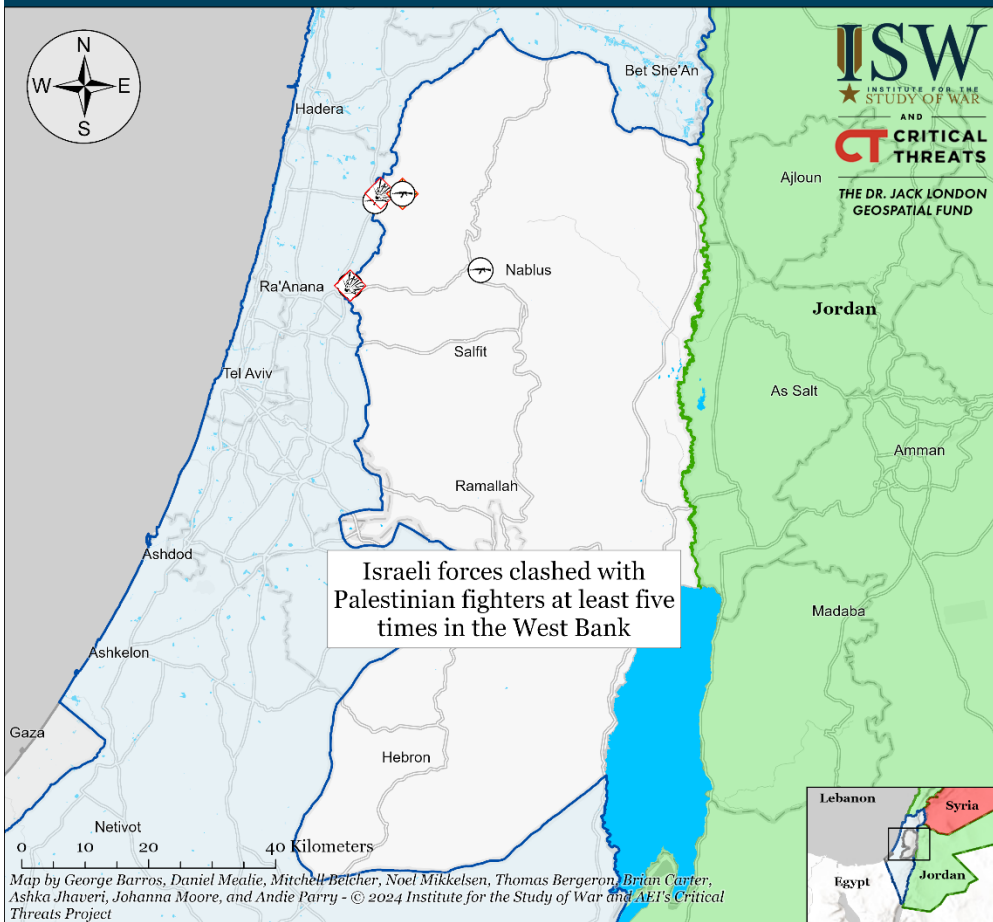 N
W E
S
ISW
INSTITUTE FOR THE
STUDY OF WAR
AND
CT CRITICAL
THREATS
THE DR. JACK LONDON
GEOSPATIAL FUND
Bet She'An
Hadera
Ajloun
Ra'Anana
Nablus
Jordan
Salfit
Tel Aviv
As Salt
Amman
Ramallah
Ashdod
Israeli forces clashed with
Palestinian fighters at least five
times in the West Bank
Madaba
Ashkelon
Gaza
Hebron
Netivot
0 10 20 40 Kilometers
Lebanon
Syria
Egypt
Jordan
Map by George Barros, Daniel Mealie, Mitchell Belcher, Noel Mikkelsen, Thomas Bergeron, Brian Carter,
Ashka Jhaveri, Johanna Moore, and Andie Parry - © 2024 Institute for the Study of War and AEI's Critical
Threats Project